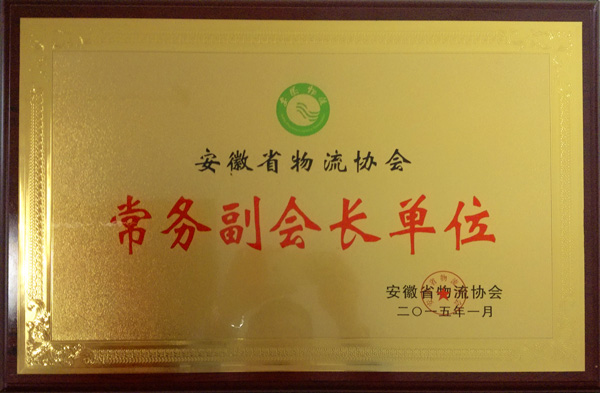 安徽省物流协会
常务副会长单位
安徽省物流协会
二〇一五年一月